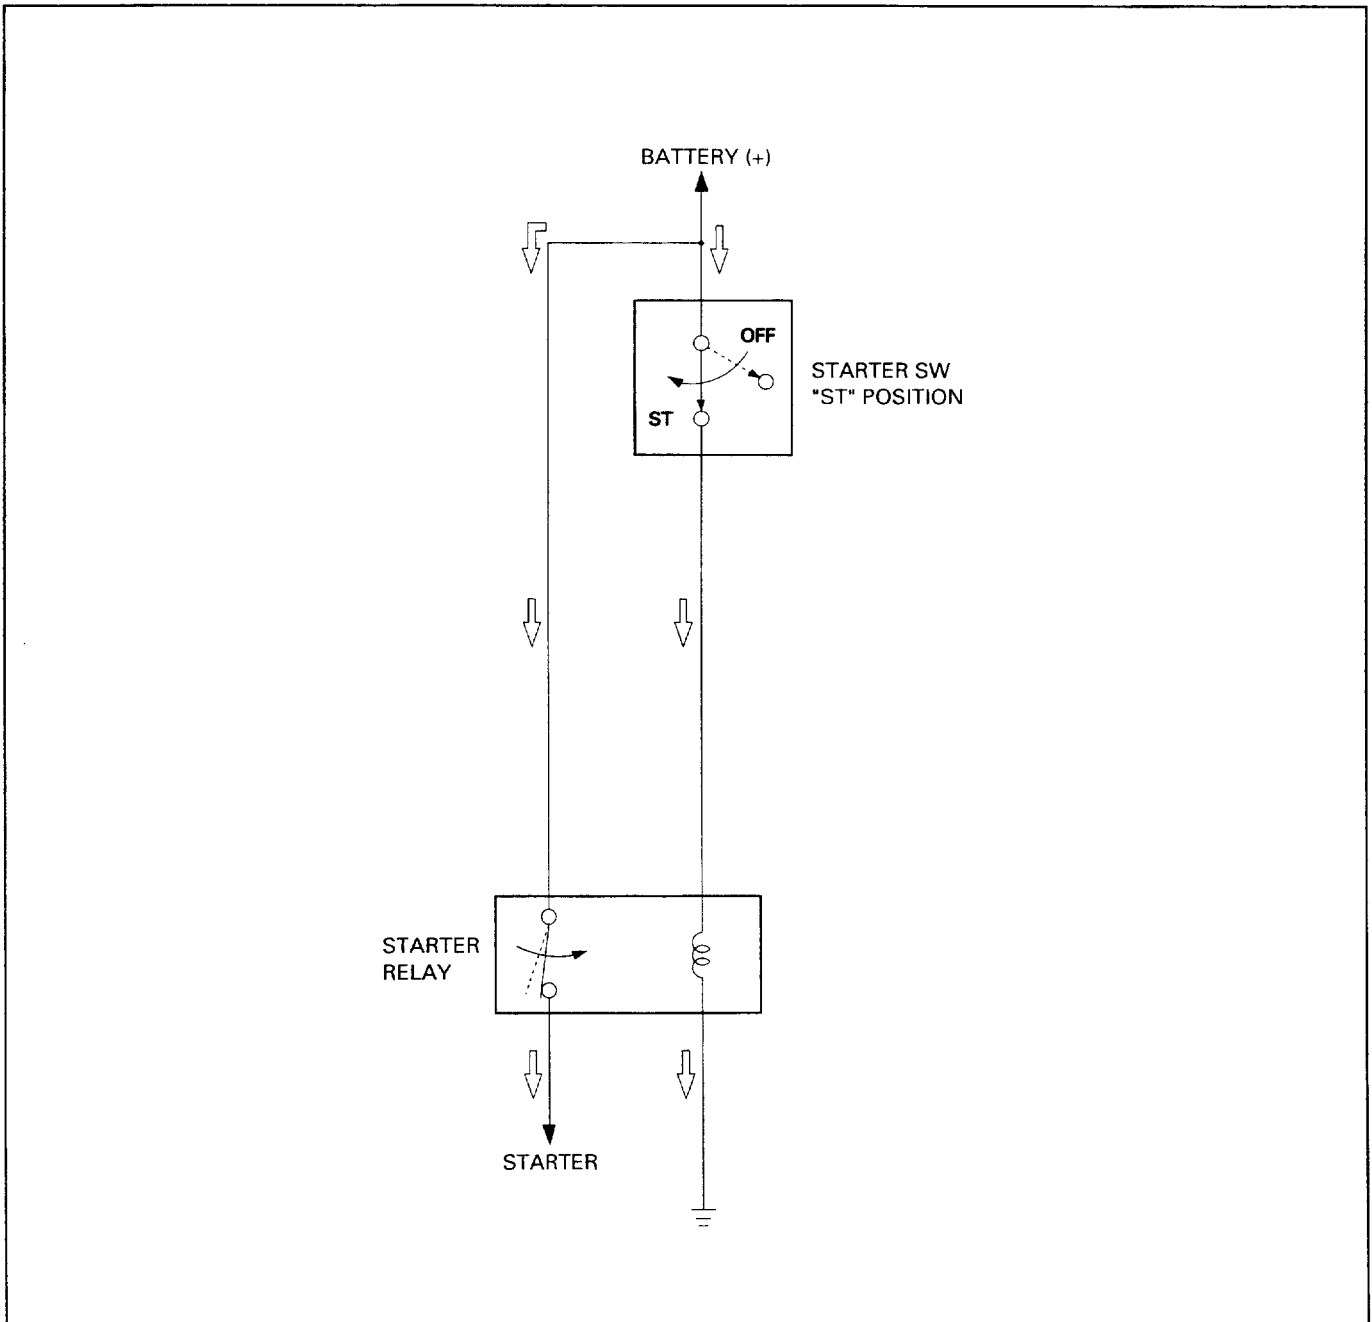 BATTERY (+)
OFF
STARTER SW
"ST" POSITION
ST
STARTER
RELAY
STARTER